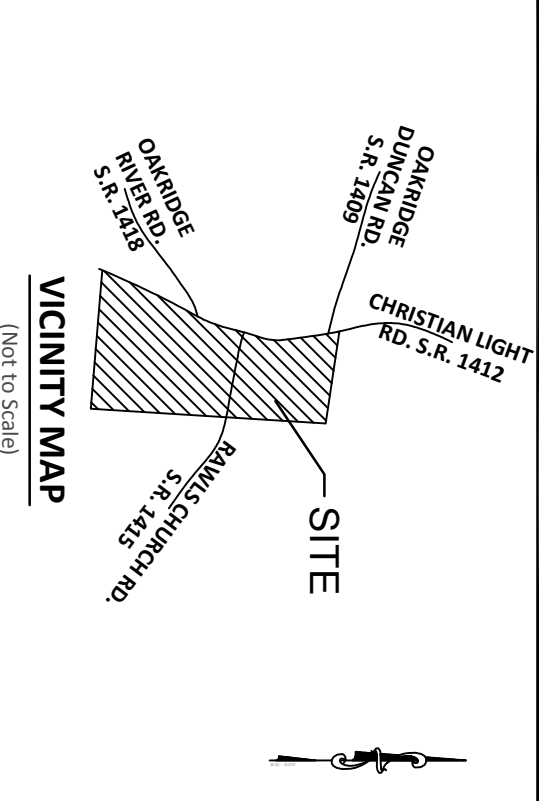 OAKRIDGE
DUNCAN RD.
S.R. 1409
CHRISTIAN LIGHT
RD. S.R. 1412
OAKRIDGE
RIVER RD.
S.R. 1418
SITE
RAWLS CHURCH RD.
S.R. 1415
VICINITY MAP
(Not to Scale)